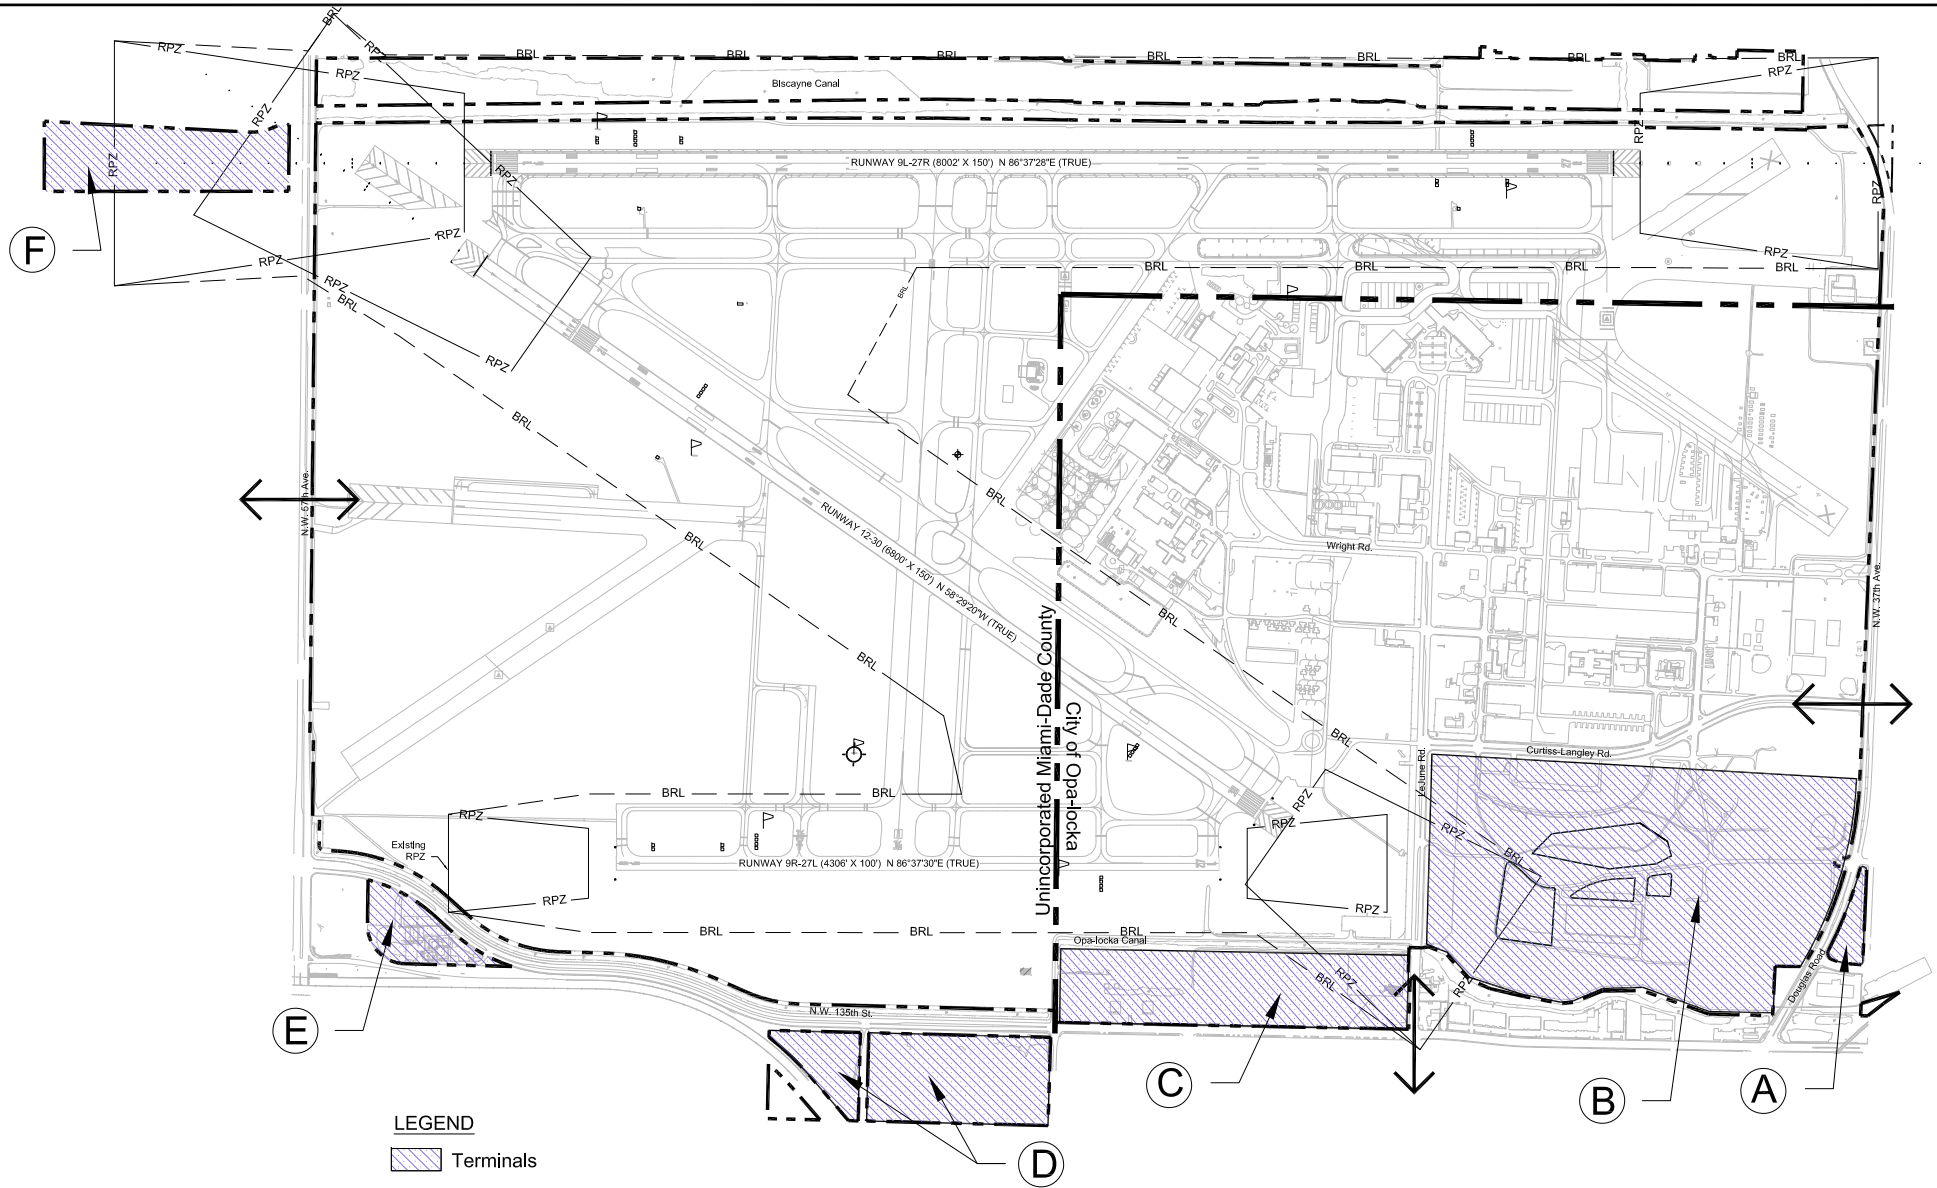 BRL
RPZ
RPZ
BRL
BRL
BRL
BRL
BRL
BRL
BRL
RPZ
RPZ
Biscayne Canal
RPZ
RPZ
RPZ
RUNWAY 9L-27R (8002' X 150') N 86°37'28"E (TRUE)
RPZ
RPZ
RPZ
F
RPZ
RPZ
RPZ
BRL
BRL
BRL
BRL
RPZ
BRL
BRL
RPZ
BRL
BRL
N.W. 57th Ave.
RUNWAY 12-30 (6800' X 150') N 58°29'20"W (TRUE)
BRL
Wright Rd.
N.W. 37th Ave.
BRL
BRL
Unincorporated Miami-Dade County
City of Opa-locka
BRL
LeJune Rd.
Curtiss-Langley Rd.
BRL
BRL
RPZ
RPZ
RPZ
RPZ
BRL
Existing
RPZ
RUNWAY 9R-27L (4306' X 100') N 86°37'30"E (TRUE)
RPZ
RPZ
BRL
BRL
BRL
Opa-locka Canal
RPZ
BRL
RPZ
Douglas Road
N.W. 135th St.
E
C
B
A
D
LEGEND
Terminals